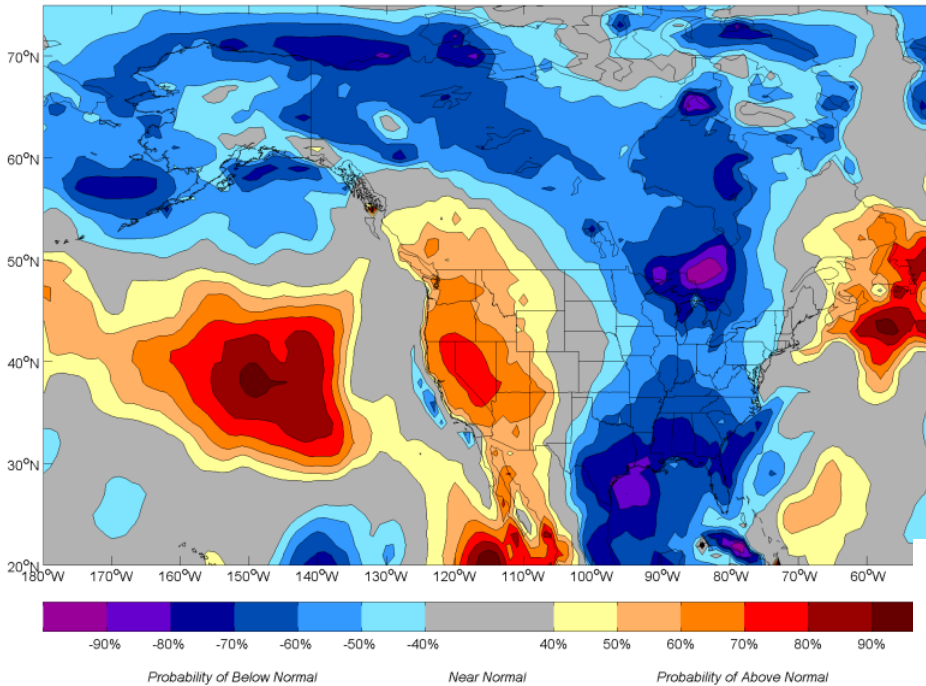 70°N
60°N
50°N
40°N
30°N
20°N
180°W 170°W 160°W 150°W 140°W 130°W 120°W 110°W 100°W 90°W 80°W 70°W 60°W
-90% -80% -70% -60% -50% -40% 40% 50% 60% 70% 80% 90%
Probability of Below Normal Near Normal Probability of Above Normal